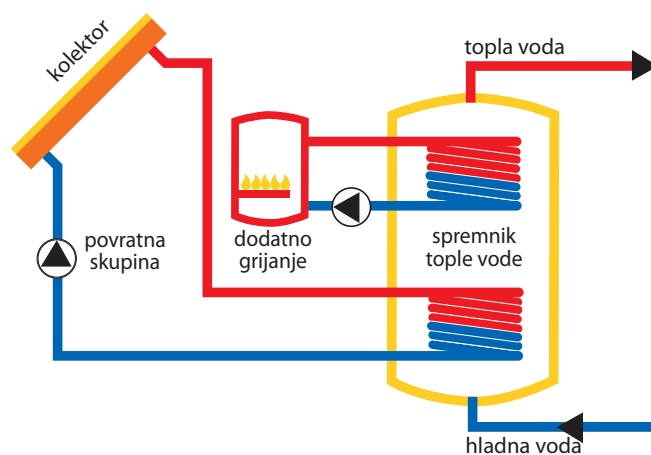 kolektor
topla voda
povratna
skupina
dodatno
grijanje
spremnik
tople vode
hladna voda